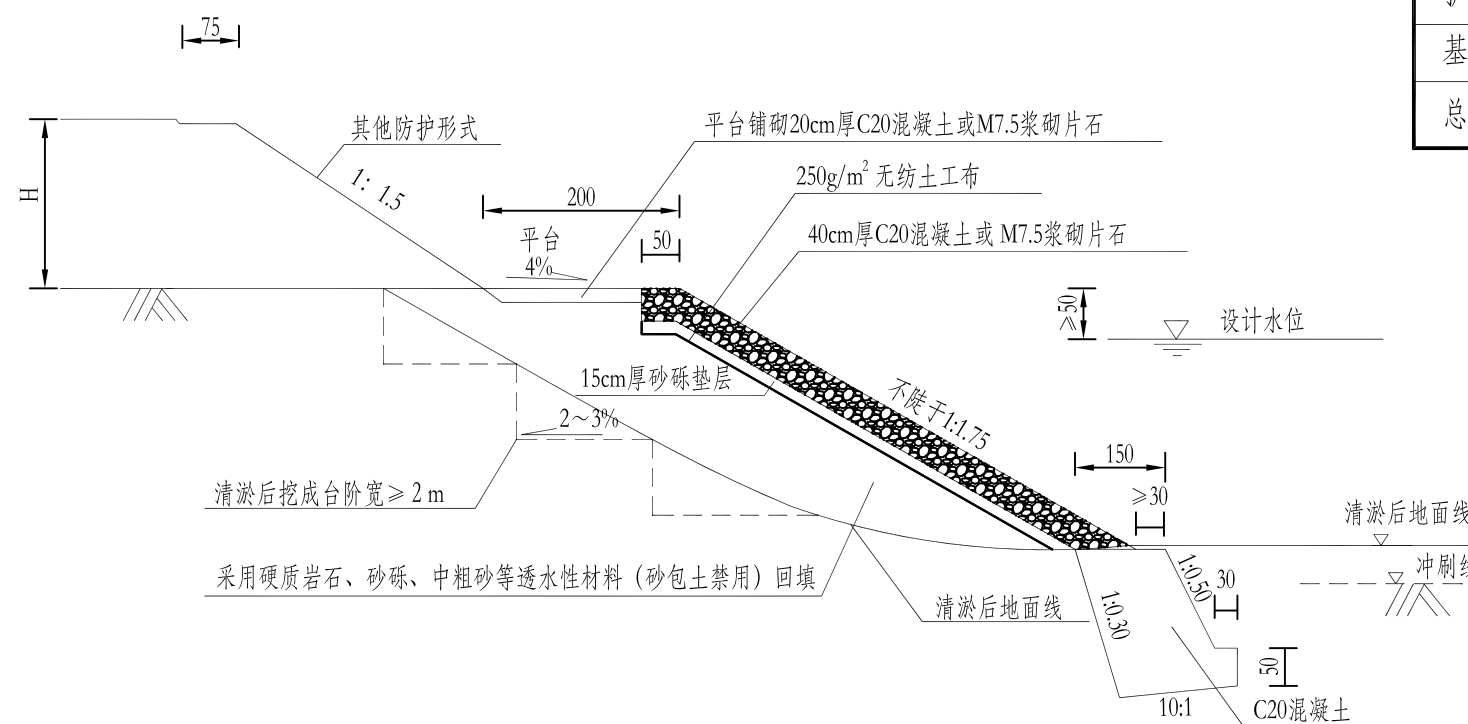 75
基
总
其他防护形式
平台铺砌20cm厚C20混凝土或M7.5浆砌片石
250g/m² 无纺土工布
40cm厚C20混凝土或 M7.5浆砌片石
H
1: 1.5
200
平台
4%
50
≥50
设计水位
15cm厚砂砾垫层
不陡于1:1.75
2～3%
150
≥30
清淤后挖成台阶宽≥2 m
清淤后地面线
采用硬质岩石、砂砾、中粗砂等透水性材料（砂包土禁用）回填
冲刷线
清淤后地面线
1:0.30
1:0.50
30
50
10:1
C20混凝土